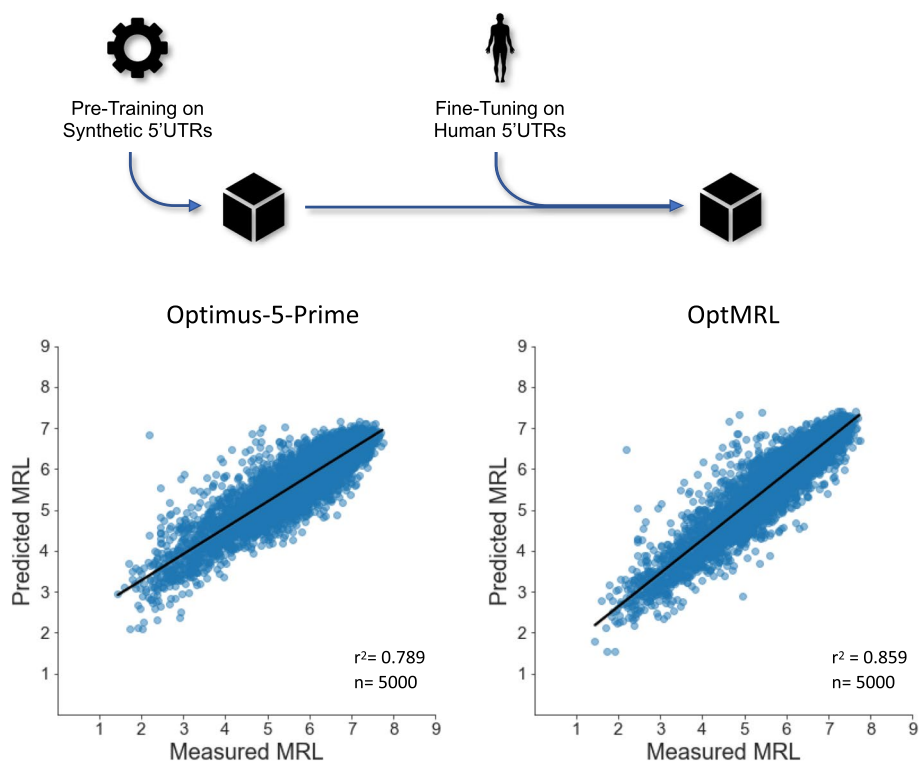 Pre-Training on
Synthetic 5'UTRs
Fine-Tuning on
Human 5'UTRs
Optimus-5-Prime
9
8
7
6
5
4
3
2
1
Predicted MRL
r²= 0.789
n= 5000
1 2 3 4 5 6 7 8 9
Measured MRL
OptMRL
9
8
7
6
5
4
3
2
1
Predicted MRL
r² = 0.859
n= 5000
1 2 3 4 5 6 7 8 9
Measured MRL